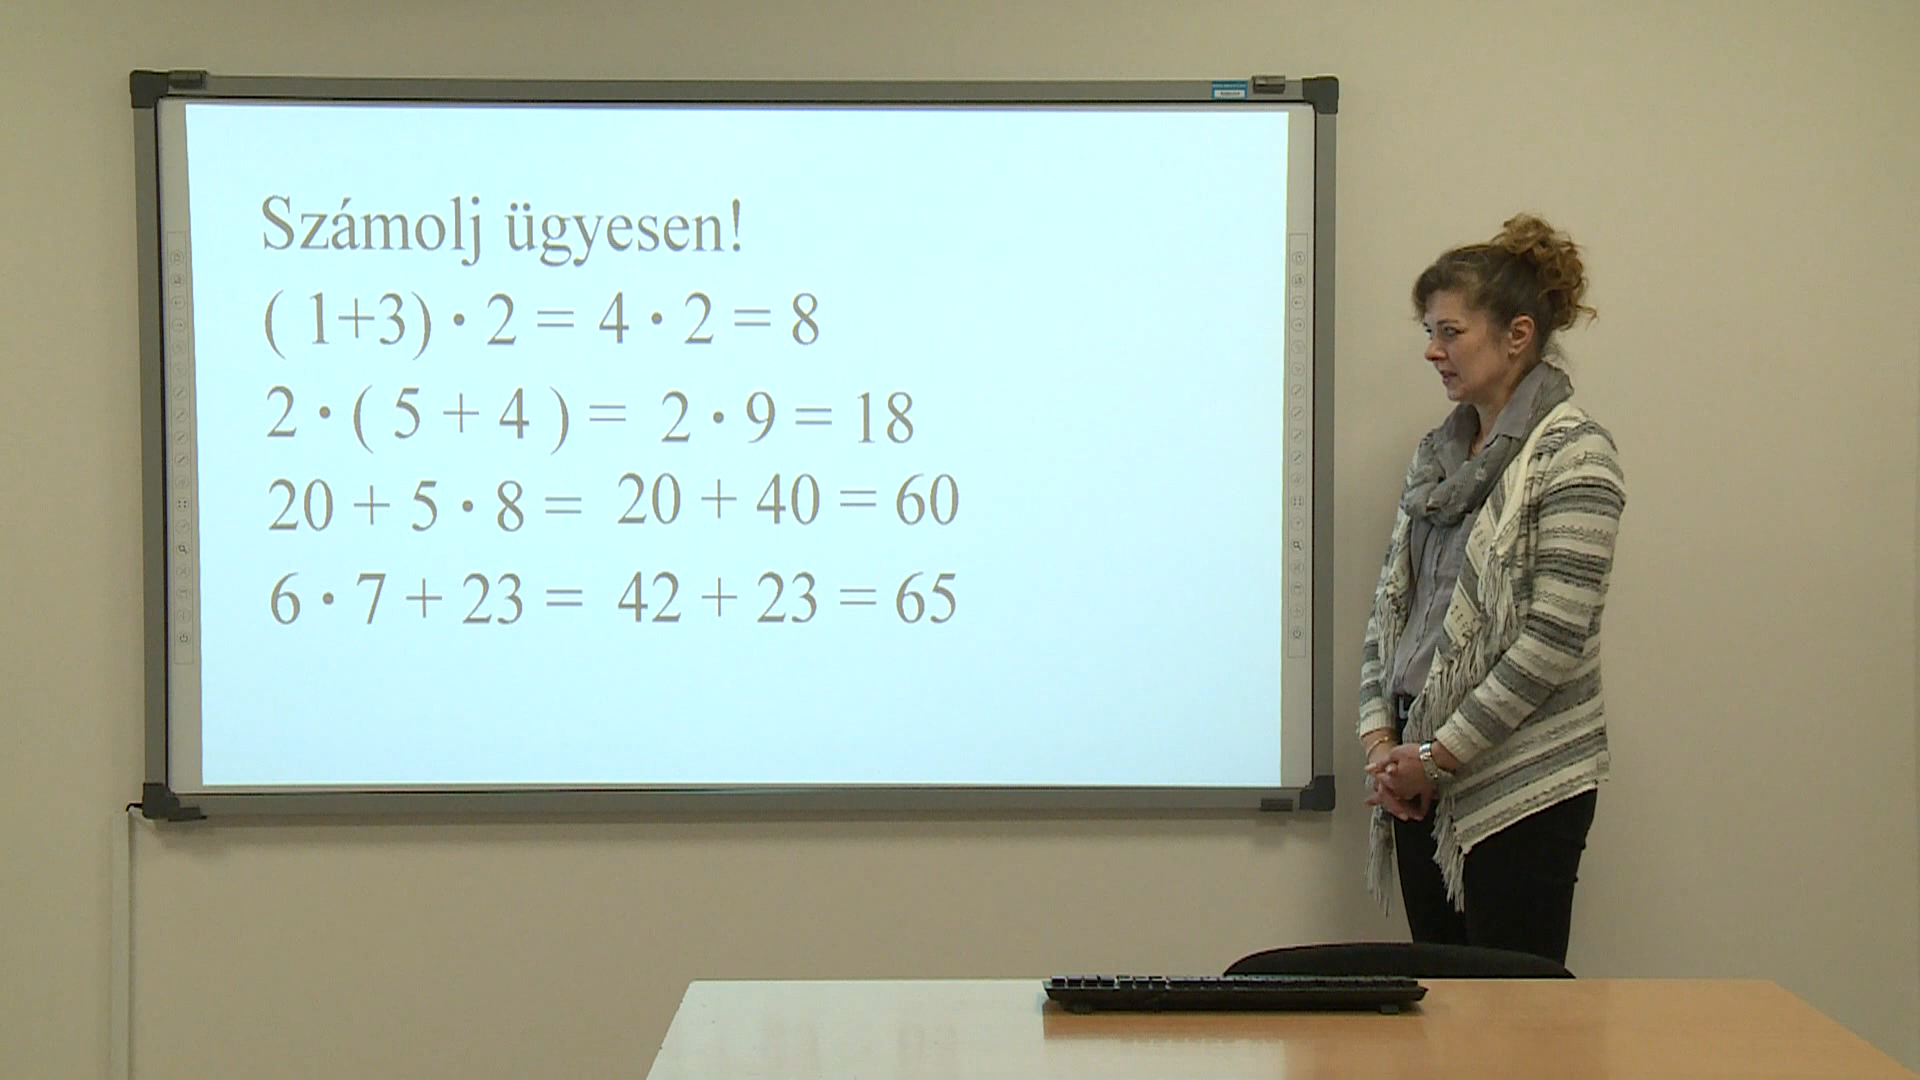 Számolj ügyesen!
( 1+3) • 2 = 4 • 2 = 8
2 • ( 5 + 4 ) = 2 • 9 = 18
20 + 5 • 8 = 20 + 40 = 60
6 • 7 + 23 = 42 + 23 = 65